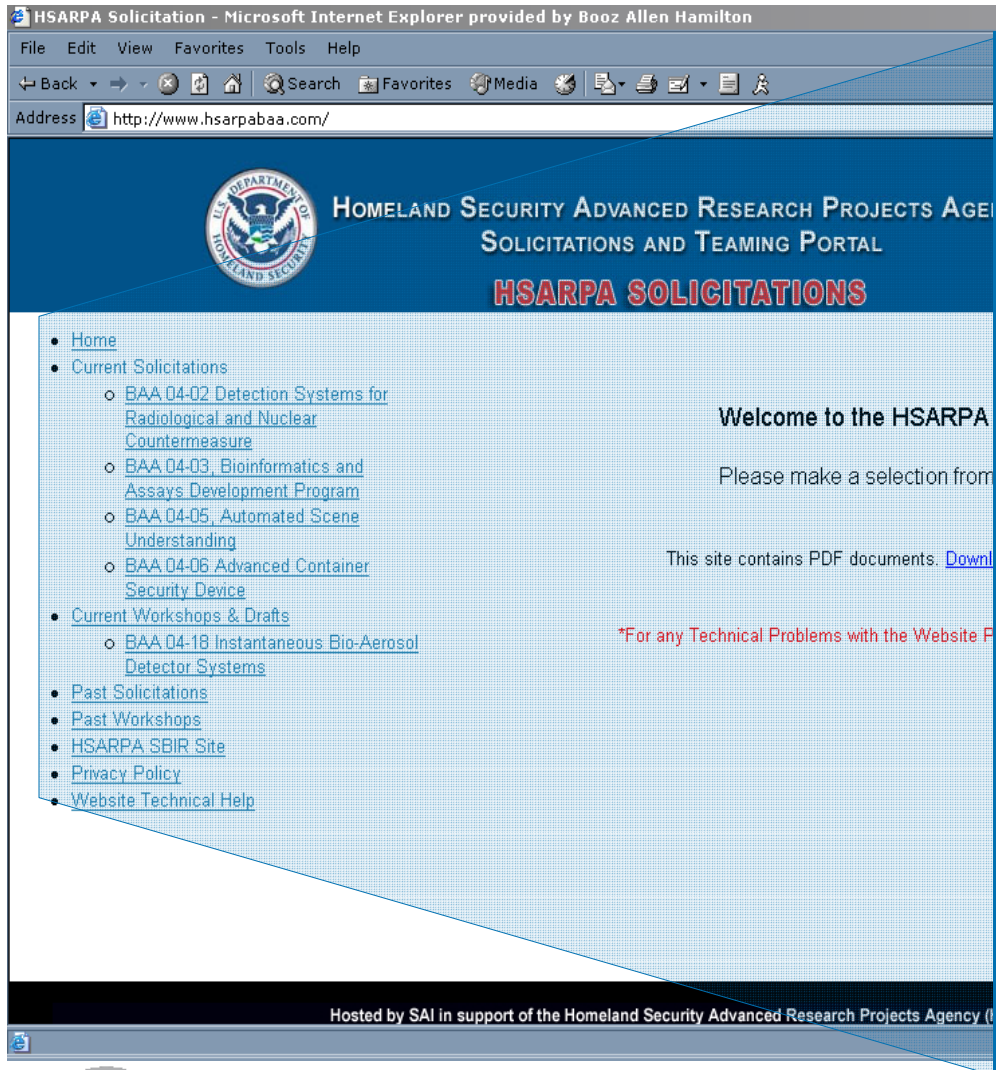 HSARPA Solicitation - Microsoft Internet Explorer provided by Booz Allen Hamilton
File Edit View Favorites Tools Help
Back Search Favorites Media
Address http://www.hsarpabaa.com/
U.S. DEPARTMENT OF HOMELAND SECURITY
HOMELAND SECURITY ADVANCED RESEARCH PROJECTS AGE
SOLICITATIONS AND TEAMING PORTAL
HSARPA SOLICITATIONS
Home
Current Solicitations
BAA 04-02 Detection Systems for
Radiological and Nuclear
Countermeasure
BAA 04-03, Bioinformatics and
Assays Development Program
BAA 04-05, Automated Scene
Understanding
BAA 04-06 Advanced Container
Security Device
Current Workshops & Drafts
BAA 04-18 Instantaneous Bio-Aerosol
Detector Systems
Past Solicitations
Past Workshops
HSARPA SBIR Site
Privacy Policy
Website Technical Help
Welcome to the HSARPA
Please make a selection from
This site contains PDF documents. Downl
*For any Technical Problems with the Website P
Hosted by SAI in support of the Homeland Security Advanced Research Projects Agency (